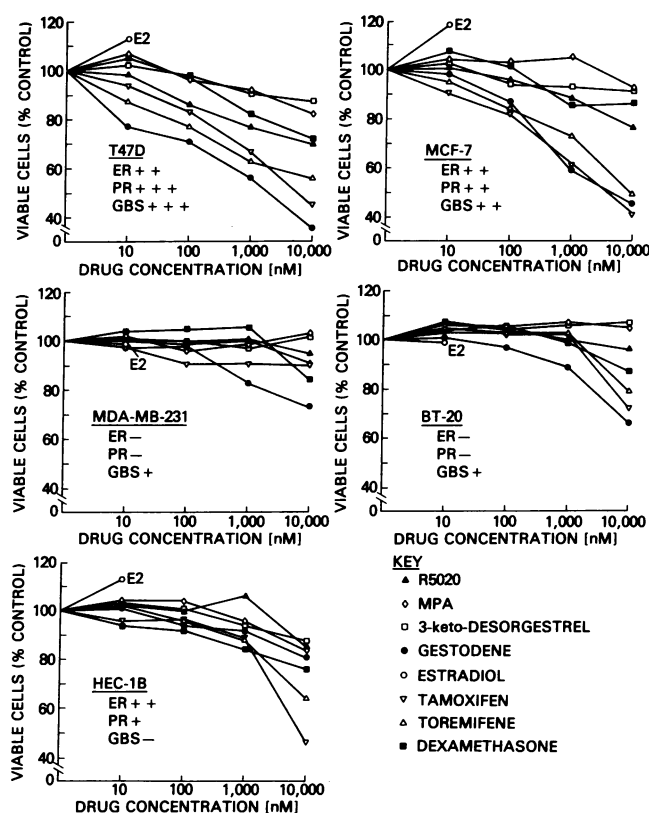 120
100
80
60
40
0
VIABLE CELLS (% CONTROL)
E2
T47D
ER + +
PR + + +
GBS + + +
10
100
1,000
10,000
DRUG CONCENTRATION [nM]
120
100
80
60
40
0
VIABLE CELLS (% CONTROL)
E2
MCF-7
ER + +
PR + +
GBS + +
10
100
1,000
10,000
DRUG CONCENTRATION [nM]
120
100
80
60
40
0
VIABLE CELLS (% CONTROL)
E2
MDA-MB-231
ER −
PR −
GBS +
10
100
1,000
10,000
DRUG CONCENTRATION [nM]
120
100
80
60
40
0
VIABLE CELLS (% CONTROL)
E2
BT-20
ER −
PR −
GBS +
10
100
1,000
10,000
DRUG CONCENTRATION [nM]
120
100
80
60
40
0
VIABLE CELLS (% CONTROL)
E2
HEC-1B
ER + +
PR +
GBS −
10
100
1,000
10,000
DRUG CONCENTRATION [nM]
KEY
R5020
MPA
3-keto-DESORGESTREL
GESTODENE
ESTRADIOL
TAMOXIFEN
TOREMIFENE
DEXAMETHASONE